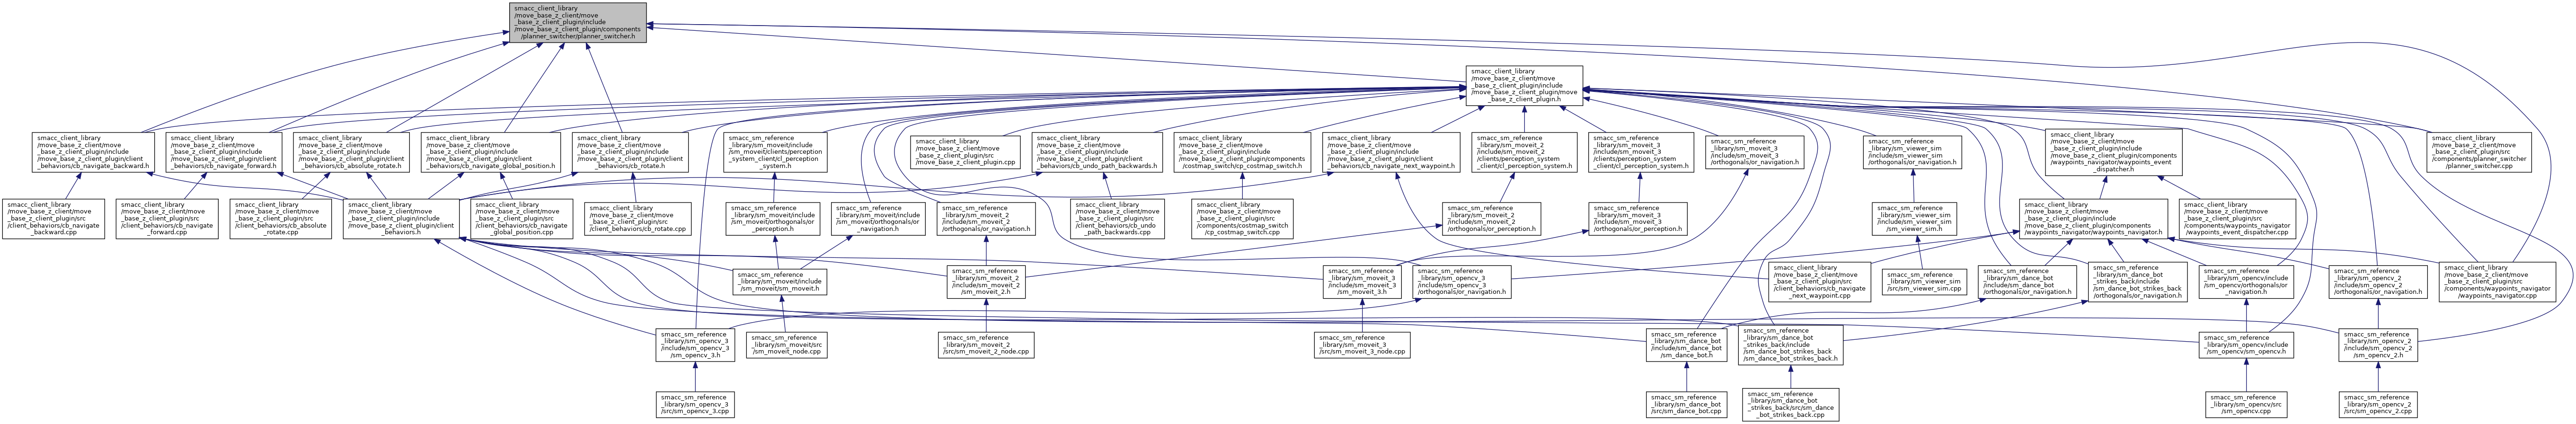 smacc_client_library
/move_base_z_client/move
_base_z_client_plugin/include
/move_base_z_client_plugin/components
/planner_switcher/planner_switcher.h
smacc_client_library
/move_base_z_client/move
_base_z_client_plugin/include
/move_base_z_client_plugin/move
_base_z_client_plugin.h
smacc_client_library
/move_base_z_client/move
_base_z_client_plugin/include
/move_base_z_client_plugin/client
_behaviors/cb_navigate_backward.h
smacc_client_library
/move_base_z_client/move
_base_z_client_plugin/include
/move_base_z_client_plugin/client
_behaviors/cb_navigate_forward.h
smacc_client_library
/move_base_z_client/move
_base_z_client_plugin/include
/move_base_z_client_plugin/client
_behaviors/cb_absolute_rotate.h
smacc_client_library
/move_base_z_client/move
_base_z_client_plugin/include
/move_base_z_client_plugin/client
_behaviors/cb_navigate_global_position.h
smacc_client_library
/move_base_z_client/move
_base_z_client_plugin/include
/move_base_z_client_plugin/client
_behaviors/cb_rotate.h
smacc_sm_reference
_library/sm_moveit/include
/sm_moveit/clients/perception
_system_client/cl_perception
_system.h
smacc_client_library
/move_base_z_client/move
_base_z_client_plugin/src
/move_base_z_client_plugin.cpp
smacc_client_library
/move_base_z_client/move
_base_z_client_plugin/include
/move_base_z_client_plugin/client
_behaviors/cb_undo_path_backwards.h
smacc_client_library
/move_base_z_client/move
_base_z_client_plugin/include
/move_base_z_client_plugin/components
/costmap_switch/cp_costmap_switch.h
smacc_client_library
/move_base_z_client/move
_base_z_client_plugin/include
/move_base_z_client_plugin/client
_behaviors/cb_navigate_next_waypoint.h
smacc_sm_reference
_library/sm_moveit_2
/include/sm_moveit_2
/clients/perception_system
_client/cl_perception_system.h
smacc_sm_reference
_library/sm_moveit_3
/include/sm_moveit_3
/clients/perception_system
_client/cl_perception_system.h
smacc_sm_reference
_library/sm_moveit_3
/include/sm_moveit_3
/orthogonals/or_navigation.h
smacc_sm_reference
_library/sm_viewer_sim
/include/sm_viewer_sim
/orthogonals/or_navigation.h
smacc_client_library
/move_base_z_client/move
_base_z_client_plugin/include
/move_base_z_client_plugin/components
/waypoints_navigator/waypoints_event
_dispatcher.h
smacc_client_library
/move_base_z_client/move
_base_z_client_plugin/src
/components/planner_switcher
/planner_switcher.cpp
smacc_client_library
/move_base_z_client/move
_base_z_client_plugin/src
/client_behaviors/cb_navigate
_backward.cpp
smacc_client_library
/move_base_z_client/move
_base_z_client_plugin/src
/client_behaviors/cb_navigate
_forward.cpp
smacc_client_library
/move_base_z_client/move
_base_z_client_plugin/src
/client_behaviors/cb_absolute
_rotate.cpp
smacc_client_library
/move_base_z_client/move
_base_z_client_plugin/include
/move_base_z_client_plugin/client
_behaviors.h
smacc_client_library
/move_base_z_client/move
_base_z_client_plugin/src
/client_behaviors/cb_navigate
_global_position.cpp
smacc_client_library
/move_base_z_client/move
_base_z_client_plugin/src
/client_behaviors/cb_rotate.cpp
smacc_sm_reference
_library/sm_moveit/include
/sm_moveit/orthogonals/or
_perception.h
smacc_sm_reference
_library/sm_moveit/include
/sm_moveit/orthogonals/or
_navigation.h
smacc_sm_reference
_library/sm_moveit_2
/include/sm_moveit_2
/orthogonals/or_navigation.h
smacc_client_library
/move_base_z_client/move
_base_z_client_plugin/src
/client_behaviors/cb_undo
_path_backwards.cpp
smacc_client_library
/move_base_z_client/move
_base_z_client_plugin/src
/components/costmap_switch
/cp_costmap_switch.cpp
smacc_sm_reference
_library/sm_moveit_2
/include/sm_moveit_2
/orthogonals/or_perception.h
smacc_sm_reference
_library/sm_moveit_3
/include/sm_moveit_3
/orthogonals/or_perception.h
smacc_sm_reference
_library/sm_viewer_sim
/include/sm_viewer_sim
/sm_viewer_sim.h
smacc_client_library
/move_base_z_client/move
_base_z_client_plugin/include
/move_base_z_client_plugin/components
/waypoints_navigator/waypoints_navigator.h
smacc_client_library
/move_base_z_client/move
_base_z_client_plugin/src
/components/waypoints_navigator
/waypoints_event_dispatcher.cpp
smacc_sm_reference
_library/sm_moveit/include
/sm_moveit/sm_moveit.h
smacc_sm_reference
_library/sm_moveit_2
/include/sm_moveit_2
/sm_moveit_2.h
smacc_sm_reference
_library/sm_moveit_3
/include/sm_moveit_3
/sm_moveit_3.h
smacc_sm_reference
_library/sm_opencv_3
/include/sm_opencv_3
/orthogonals/or_navigation.h
smacc_client_library
/move_base_z_client/move
_base_z_client_plugin/src
/client_behaviors/cb_navigate
_next_waypoint.cpp
smacc_sm_reference
_library/sm_viewer_sim
/src/sm_viewer_sim.cpp
smacc_sm_reference
_library/sm_dance_bot
/include/sm_dance_bot
/orthogonals/or_navigation.h
smacc_sm_reference
_library/sm_dance_bot
_strikes_back/include
/sm_dance_bot_strikes_back
/orthogonals/or_navigation.h
smacc_sm_reference
_library/sm_opencv/include
/sm_opencv/orthogonals/or
_navigation.h
smacc_sm_reference
_library/sm_opencv_2
/include/sm_opencv_2
/orthogonals/or_navigation.h
smacc_client_library
/move_base_z_client/move
_base_z_client_plugin/src
/components/waypoints_navigator
/waypoints_navigator.cpp
smacc_sm_reference
_library/sm_opencv_3
/include/sm_opencv_3
/sm_opencv_3.h
smacc_sm_reference
_library/sm_moveit/src
/sm_moveit_node.cpp
smacc_sm_reference
_library/sm_moveit_2
/src/sm_moveit_2_node.cpp
smacc_sm_reference
_library/sm_moveit_3
/src/sm_moveit_3_node.cpp
smacc_sm_reference
_library/sm_dance_bot
/include/sm_dance_bot
/sm_dance_bot.h
smacc_sm_reference
_library/sm_dance_bot
_strikes_back/include
/sm_dance_bot_strikes_back
/sm_dance_bot_strikes_back.h
smacc_sm_reference
_library/sm_opencv/include
/sm_opencv/sm_opencv.h
smacc_sm_reference
_library/sm_opencv_2
/include/sm_opencv_2
/sm_opencv_2.h
smacc_sm_reference
_library/sm_opencv_3
/src/sm_opencv_3.cpp
smacc_sm_reference
_library/sm_dance_bot
/src/sm_dance_bot.cpp
smacc_sm_reference
_library/sm_dance_bot
_strikes_back/src/sm_dance
_bot_strikes_back.cpp
smacc_sm_reference
_library/sm_opencv/src
/sm_opencv.cpp
smacc_sm_reference
_library/sm_opencv_2
/src/sm_opencv_2.cpp